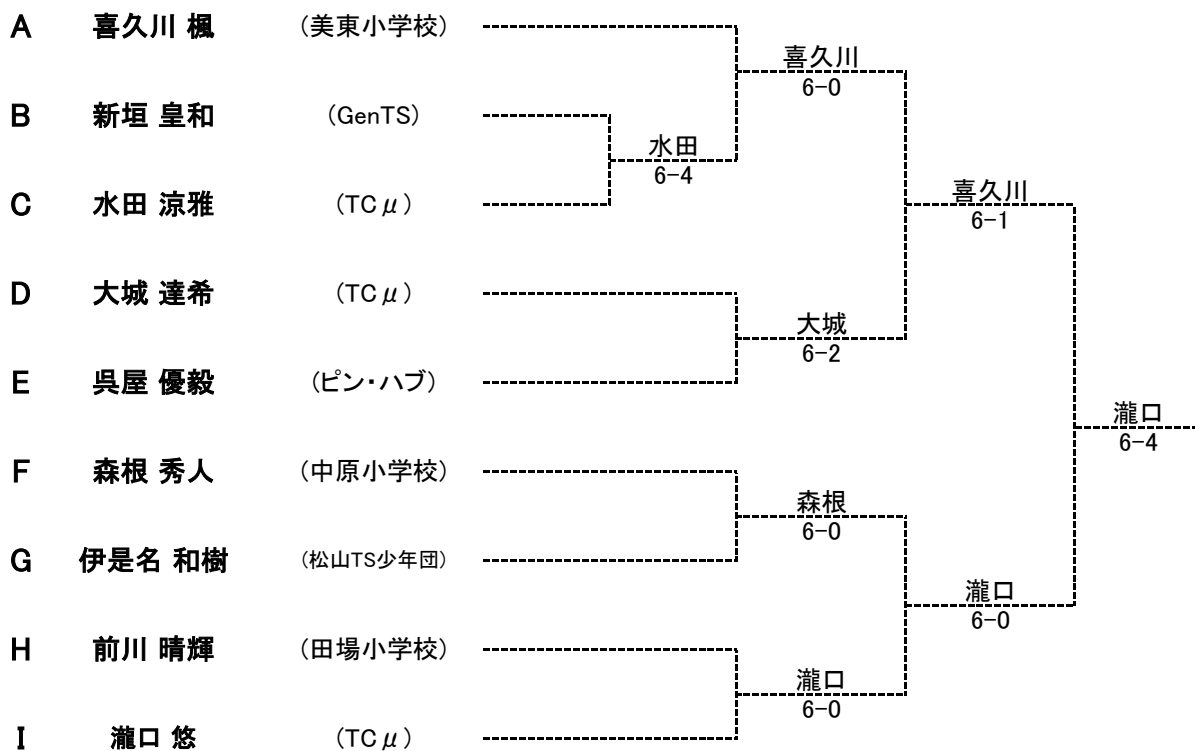 A 喜久川 楓 (美東小学校)
喜久川
6-0
B 新垣 皇和 (GenTS)
水田
6-4
C 水田 涼雅 (TCμ)
喜久川
6-1
D 大城 達希 (TCμ)
大城
6-2
E 呉屋 優毅 (ピン・ハブ)
瀧口
6-4
F 森根 秀人 (中原小学校)
森根
6-0
G 伊是名 和樹 (松山TS少年団)
瀧口
6-0
H 前川 晴輝 (田場小学校)
瀧口
6-0
I 瀧口 悠 (TCμ)